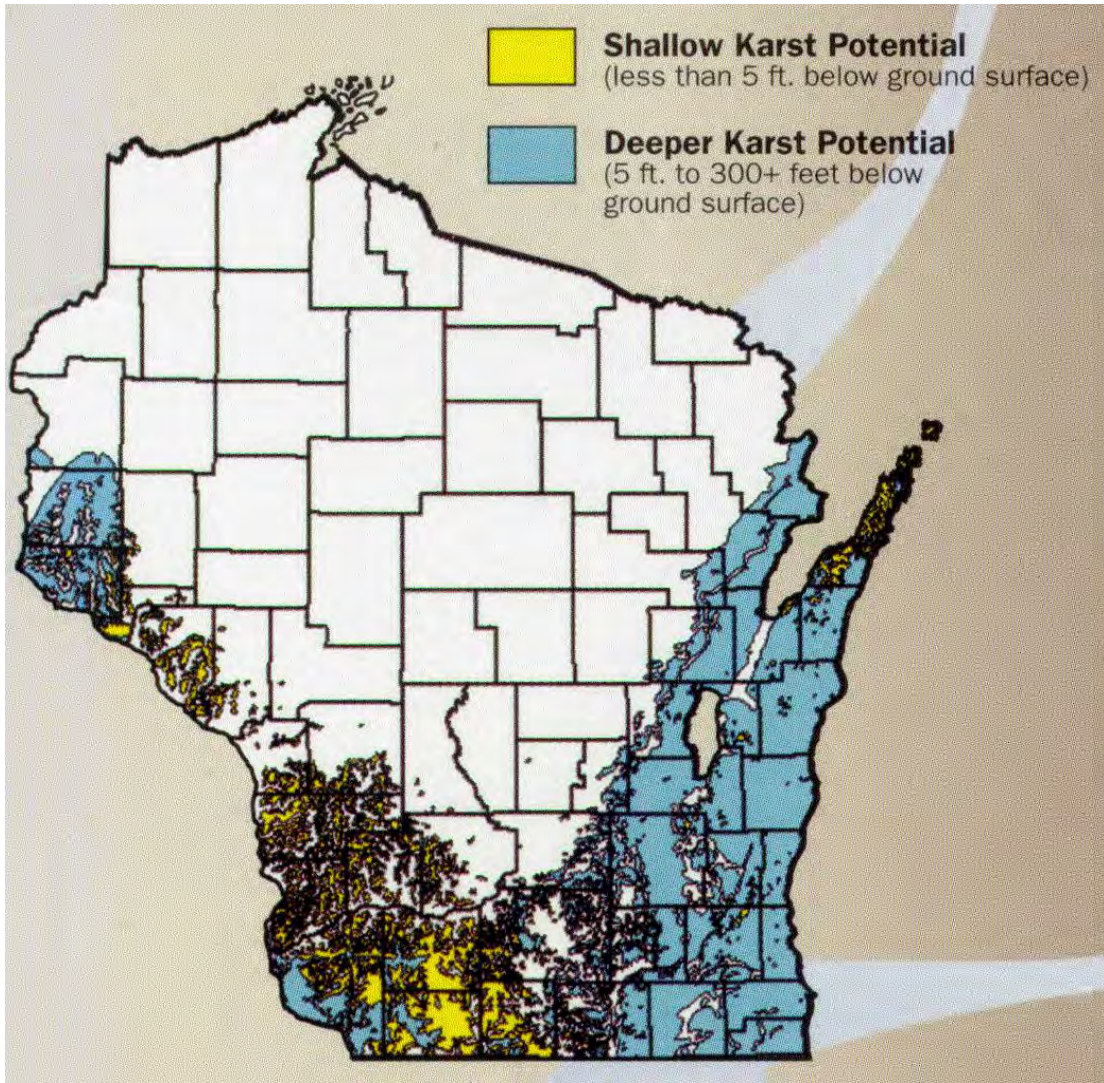 Shallow Karst Potential
(less than 5 ft. below ground surface)
Deeper Karst Potential
(5 ft. to 300+ feet below
ground surface)